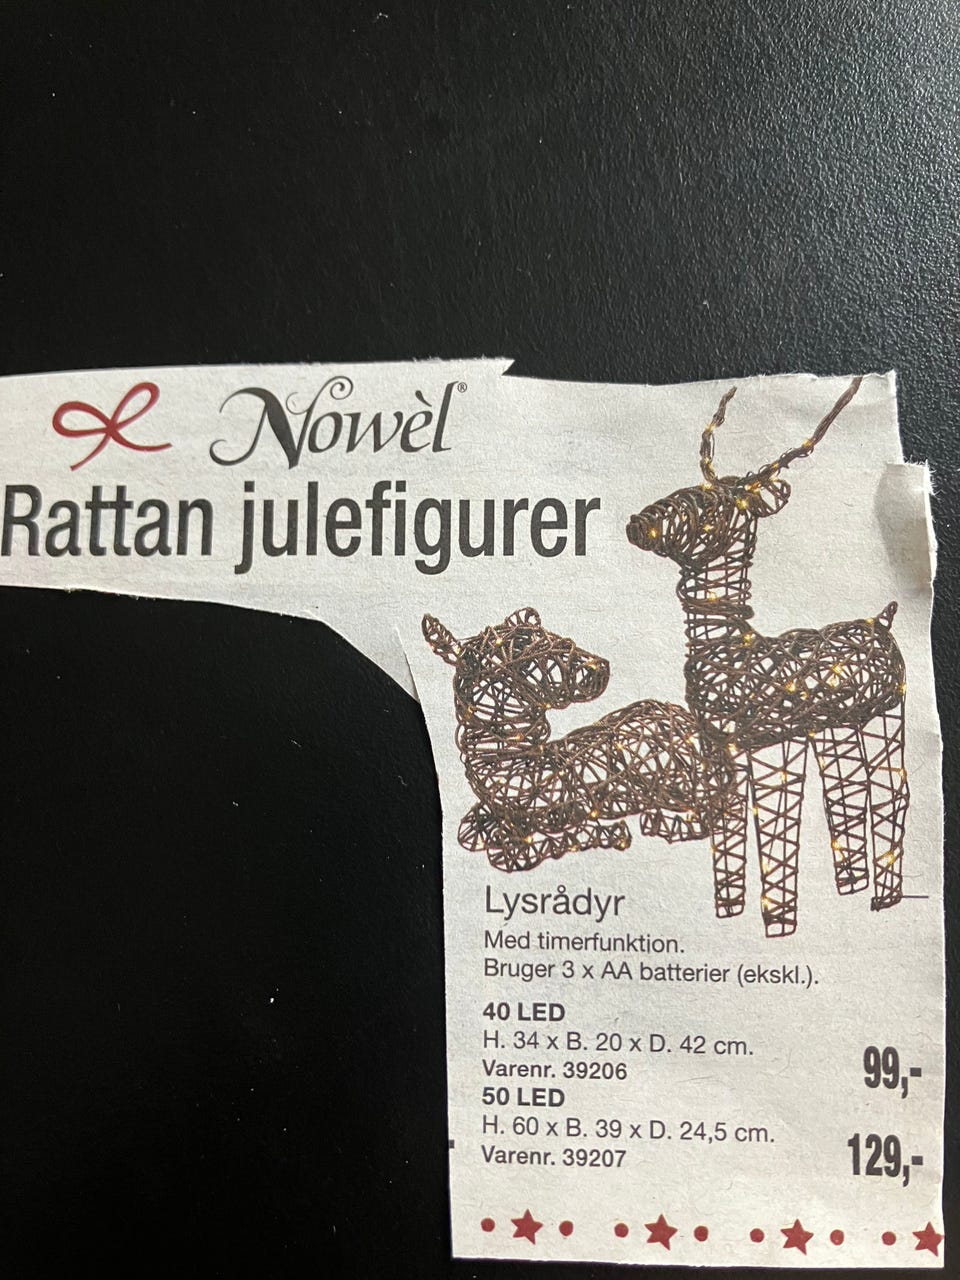 Nowèl®
Rattan julefigurer
Lysrådyr
Med timerfunktion.
Bruger 3 x AA batterier (ekskl.).
40 LED
H. 34 x B. 20 x D. 42 cm.
Varenr. 39206
99,-
50 LED
H. 60 x B. 39 x D. 24,5 cm.
Varenr. 39207
129,-